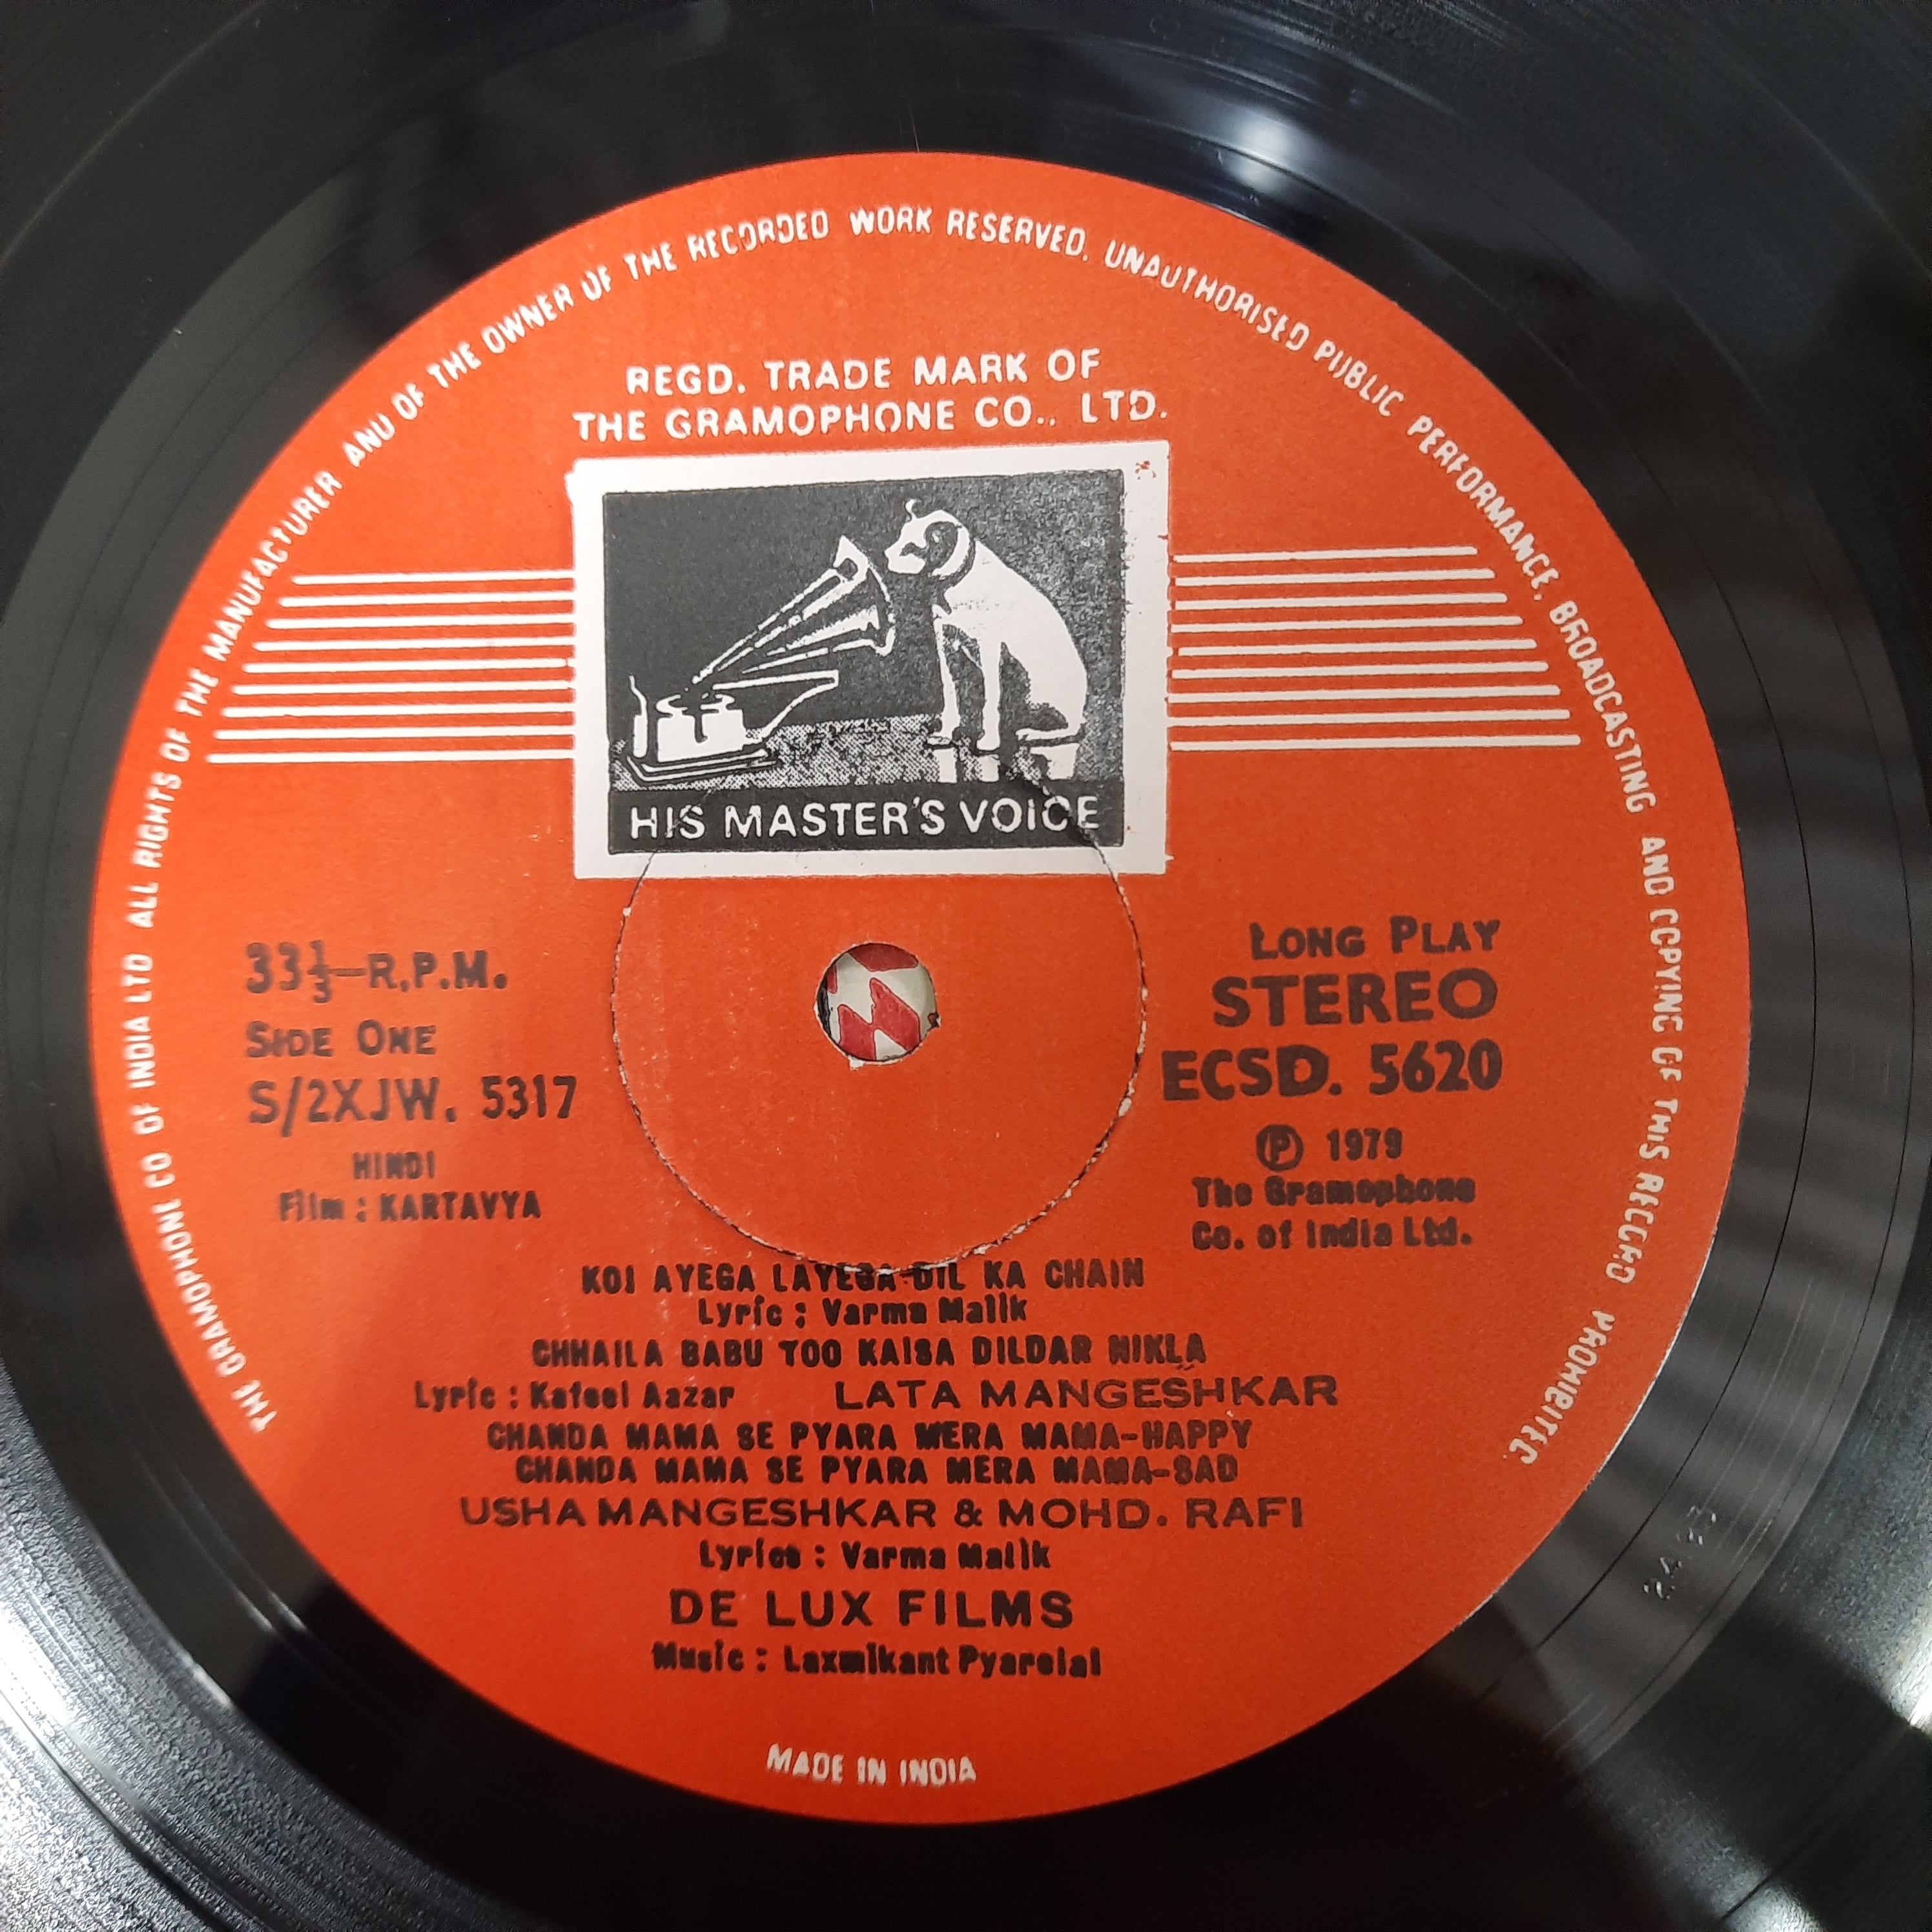 THE GRAMOPHONE CO OF INDIA LTD ALL RIGHTS OF THE MANUFACTURER AND OF THE OWNER OF THE RECORDED WORK RESERVED. UNAUTHORISED PUBLIC PERFORMANCE, BROADCASTING AND COPYING OF THIS RECORD PROHIBITED
REGD. TRADE MARK OF
THE GRAMOPHONE CO., LTD.
HIS MASTER'S VOICE
33⅓-R.P.M.
SIDE ONE
S/2XJW. 5317
HINDI
Film : KARTAVYA
LONG PLAY
STEREO
ECSD. 5620
℗ 1979
The Gramophone
Co. of India Ltd.
KOI AYEGA LAYEGA DIL KA CHAIN
Lyric : Varma Malik
CHHAILA BABU TOO KAISA DILDAR NIKLA
Lyric : Kafeel Aazar LATA MANGESHKAR
CHANDA MAMA SE PYARA MERA MAMA-HAPPY
CHANDA MAMA SE PYARA MERA MAMA-SAD
USHA MANGESHKAR & MOHD. RAFI
Lyrics : Varma Malik
DE LUX FILMS
Music : Laxmikant Pyarelal
MADE IN INDIA